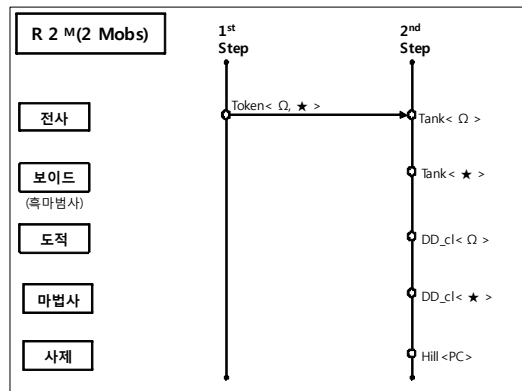 R 2 M(2 Mobs)
1st
Step
2nd
Step
전사
Token< Ω, ★ >
Tank< Ω >
보이드
(흑마범사)
Tank< ★ >
도적
DD_cl< Ω >
마법사
DD_cl< ★ >
사제
Hill <PC>